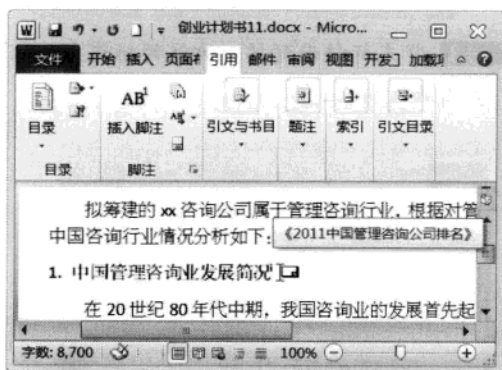 创业计划书11.docx - Micro...
文件 开始 插入 页面布 引用 邮件 审阅 视图 开发工 加载项
目录 AB¹ 插入脚注 AB 引文与书目 题注 索引 引文目录
目录 脚注
拟筹建的 xx 咨询公司属于管理咨询行业，根据对管
中国咨询行业情况分析如下：
《2011中国管理咨询公司排名》
1. 中国管理咨询业发展简况
在 20 世纪 80 年代中期，我国咨询业的发展首先起
字数: 8,700 100%